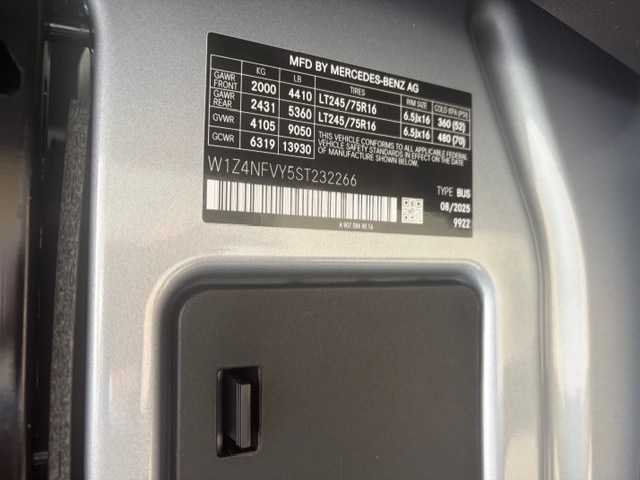 MFD BY MERCEDES-BENZ AG
KG LB TIRES RIM SIZE COLD KPA (PSI)
GAWR FRONT 2000 4410 LT245/75R16 6.5Jx16 360 (52)
GAWR REAR 2431 5360 LT245/75R16 6.5Jx16 480 (70)
GVWR 4105 9050
GCWR 6319 13930
THIS VEHICLE CONFORMS TO ALL APPLICABLE FEDERAL MOTOR
VEHICLE SAFETY STANDARDS IN EFFECT ON THE DATE
OF MANUFACTURE SHOWN ABOVE.
W1Z4NFVY5ST232266
TYPE BUS
08/2025
9922